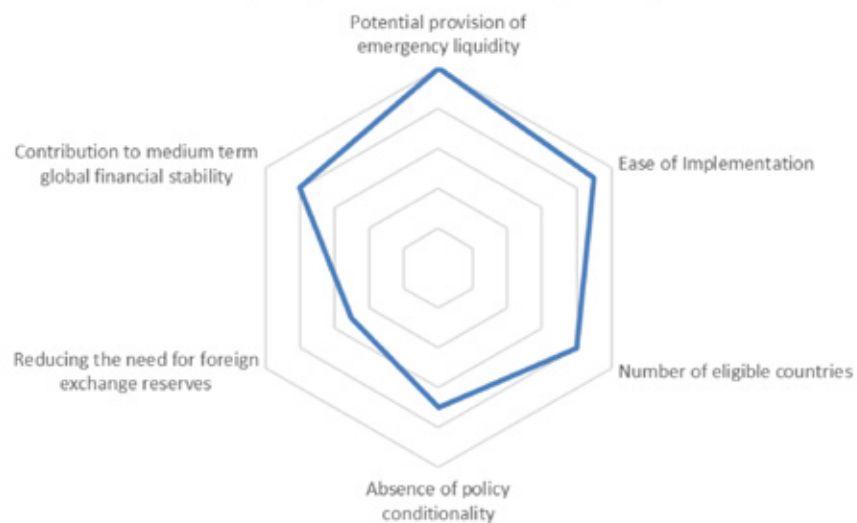 Potential provision of
emergency liquidity
Ease of Implementation
Number of eligible countries
Absence of policy
conditionality
Reducing the need for foreign
exchange reserves
Contribution to medium term
global financial stability